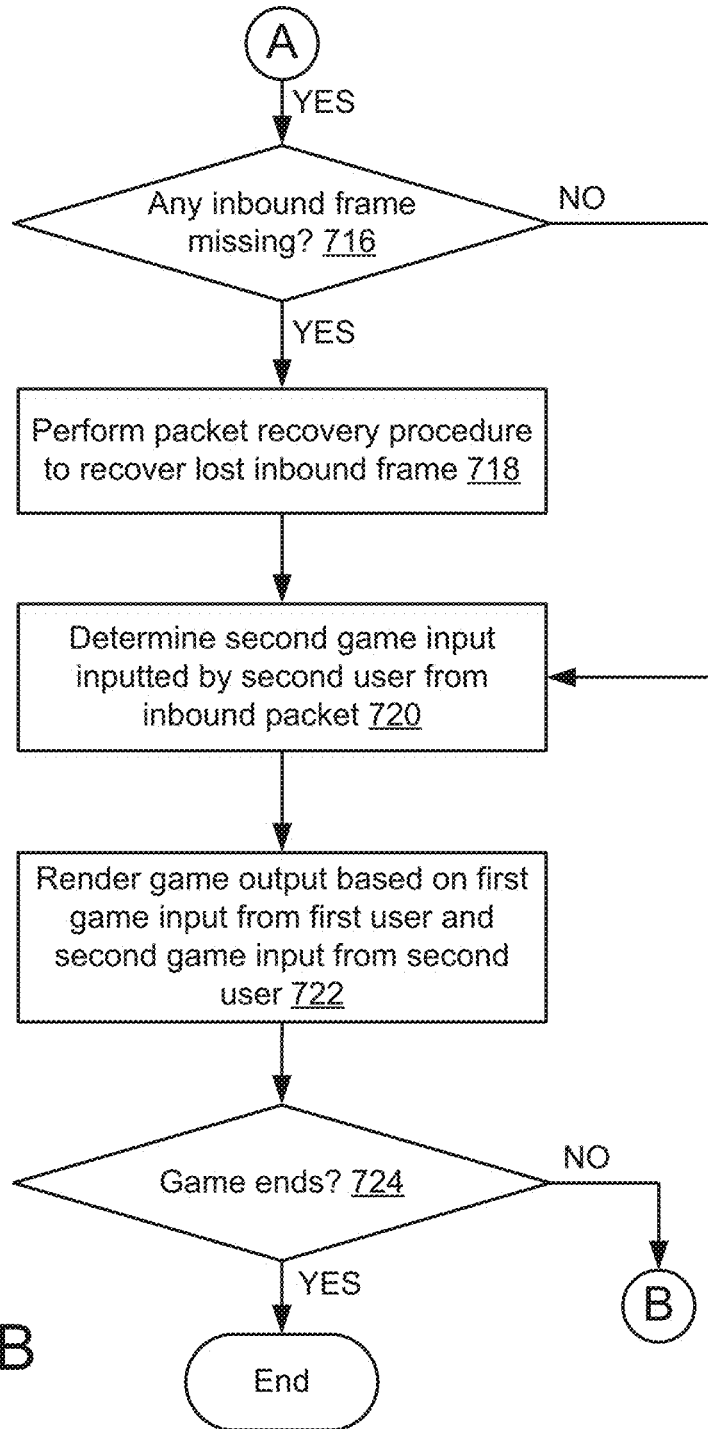 A
YES
Any inbound frame
missing? 716
NO
YES
Perform packet recovery procedure
to recover lost inbound frame 718
Determine second game input
inputted by second user from
inbound packet 720
Render game output based on first
game input from first user and
second game input from second
user 722
Game ends? 724
NO
YES
B
B
End